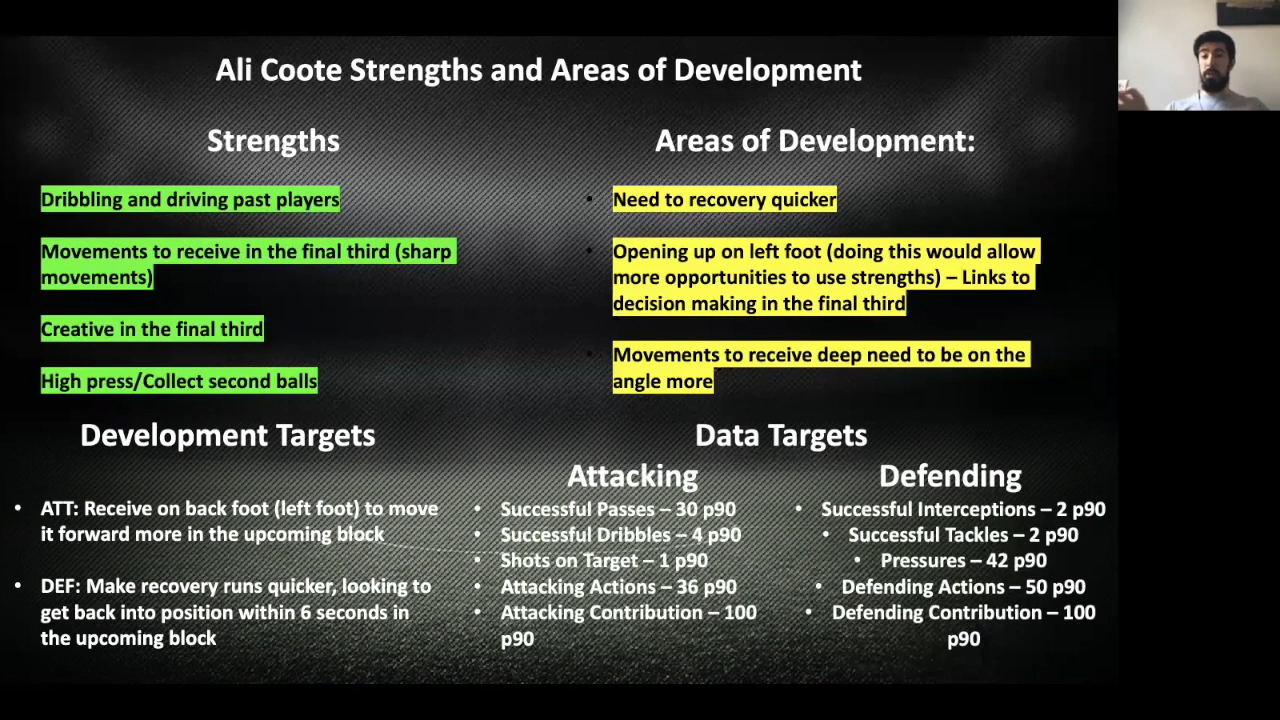 Ali Coote Strengths and Areas of Development
Strengths
Dribbling and driving past players
Movements to receive in the final third (sharp
movements)
Creative in the final third
High press/Collect second balls
Areas of Development:
• Need to recovery quicker
• Opening up on left foot (doing this would allow
more opportunities to use strengths) – Links to
decision making in the final third
• Movements to receive deep need to be on the
angle more
Development Targets
• ATT: Receive on back foot (left foot) to move
it forward more in the upcoming block
• DEF: Make recovery runs quicker, looking to
get back into position within 6 seconds in
the upcoming block
Data Targets
Attacking
• Successful Passes – 30 p90
• Successful Dribbles – 4 p90
• Shots on Target – 1 p90
• Attacking Actions – 36 p90
• Attacking Contribution – 100
p90
Defending
• Successful Interceptions – 2 p90
• Successful Tackles – 2 p90
• Pressures – 42 p90
• Defending Actions – 50 p90
• Defending Contribution – 100
p90